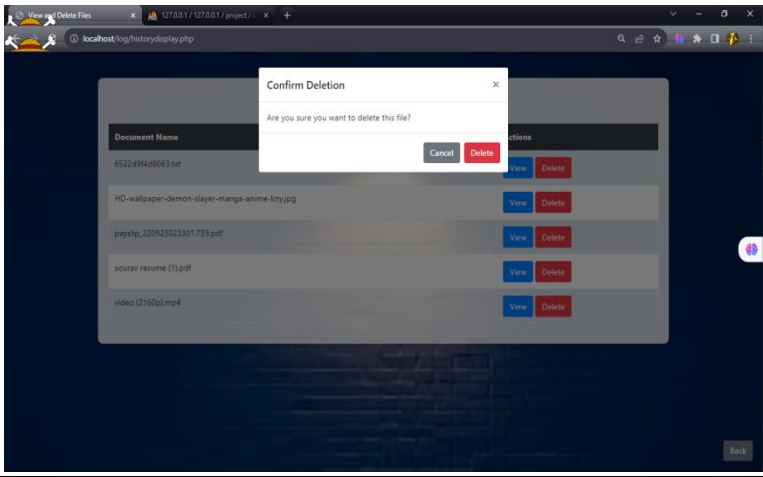 View and Delete Files
127.0.0.1 / 127.0.0.1 / project /
localhost/log/historydisplay.php
Confirm Deletion
Are you sure you want to delete this file?
Cancel Delete
Document Name ctions
6522d9f4d8063.txt View Delete
HD-wallpaper-demon-slayer-manga-anime-kny.jpg View Delete
payslip_220923023301.739.pdf View Delete
sourav resume (1).pdf View Delete
video (2160p).mp4 View Delete
Back